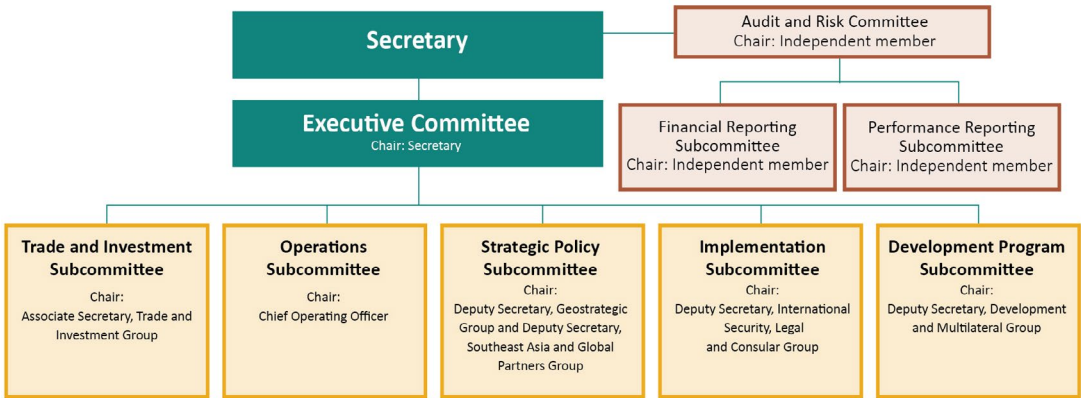 Secretary
Audit and Risk Committee
Chair: Independent member
Executive Committee
Chair: Secretary
Financial Reporting
Subcommittee
Chair: Independent member
Performance Reporting
Subcommittee
Chair: Independent member
Trade and Investment
Subcommittee
Chair:
Associate Secretary, Trade and
Investment Group
Operations
Subcommittee
Chair:
Chief Operating Officer
Strategic Policy
Subcommittee
Chair:
Deputy Secretary, Geostrategic
Group and Deputy Secretary,
Southeast Asia and Global
Partners Group
Implementation
Subcommittee
Chair:
Deputy Secretary, International
Security, Legal
and Consular Group
Development Program
Subcommittee
Chair:
Deputy Secretary, Development
and Multilateral Group